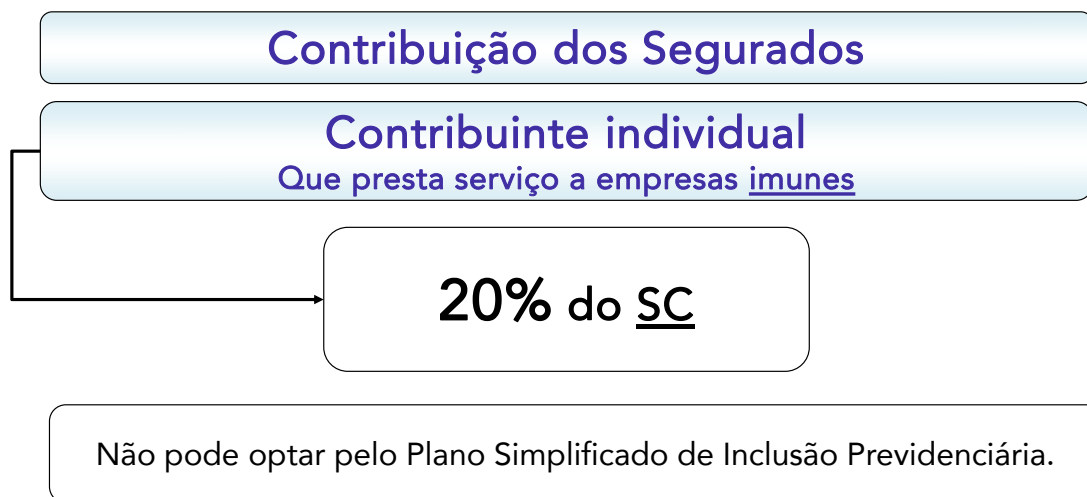 Contribuição dos Segurados
Contribuinte individual
Que presta serviço a empresas imunes
20% do SC
Não pode optar pelo Plano Simplificado de Inclusão Previdenciária.